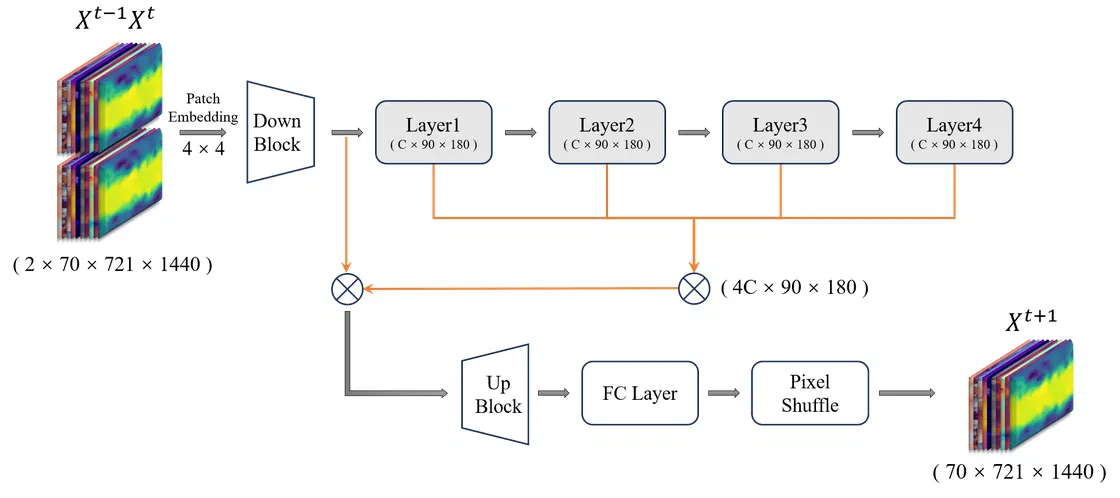 X^{t−1}X^{t}
Patch
Embedding
4 × 4
Down
Block
Layer1
( C × 90 × 180 )
Layer2
( C × 90 × 180 )
Layer3
( C × 90 × 180 )
Layer4
( C × 90 × 180 )
( 2 × 70 × 721 × 1440 )
( 4C × 90 × 180 )
X^{t+1}
Up
Block
FC Layer
Pixel
Shuffle
( 70 × 721 × 1440 )